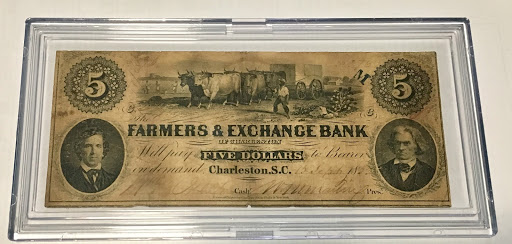 5 M 5
B B
The
FARMERS & EXCHANGE BANK
OF CHARLESTON
Will pay FIVE DOLLARS to Bearer
on demand Charleston, S.C.
Cash. Pres.